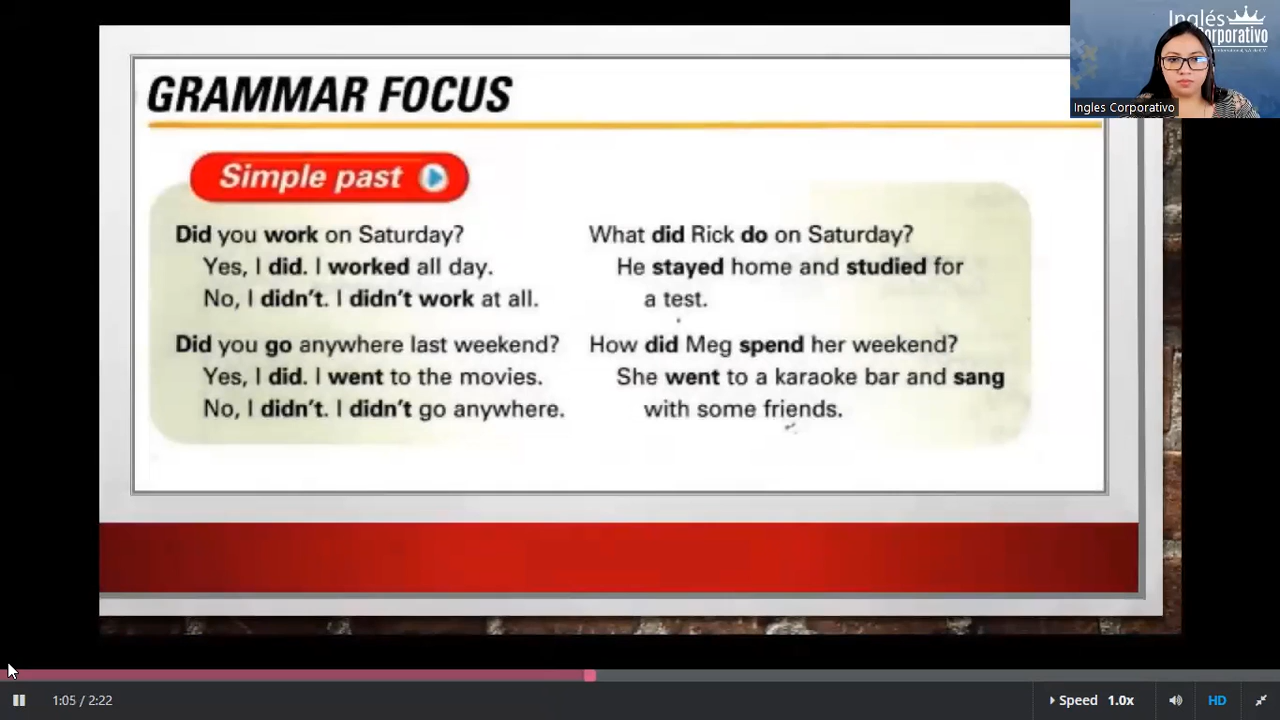 GRAMMAR FOCUS
Simple past
Did you work on Saturday?
Yes, I did. I worked all day.
No, I didn't. I didn't work at all.
Did you go anywhere last weekend?
Yes, I did. I went to the movies.
No, I didn't. I didn't go anywhere.
What did Rick do on Saturday?
He stayed home and studied for
a test.
How did Meg spend her weekend?
She went to a karaoke bar and sang
with some friends.
Inglés
Corporativo
Ingles Corporativo
1:05 / 2:22
Speed 1.0x
HD